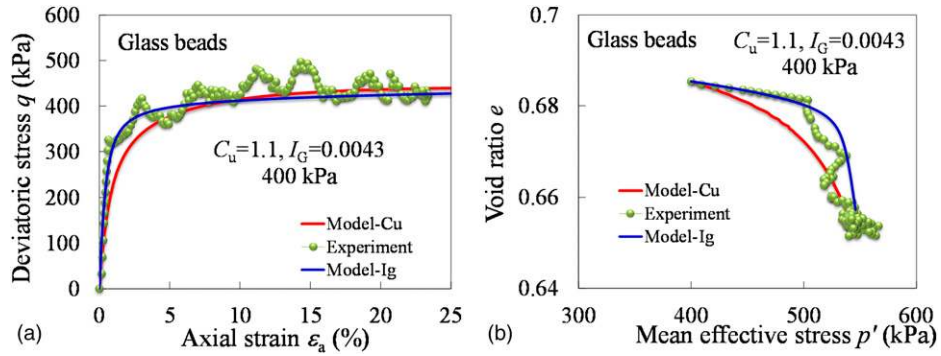 600
500
400
300
200
100
0
Deviatoric stress q (kPa)
Glass beads
Cu=1.1, IG=0.0043
400 kPa
Model-Cu
Experiment
Model-Ig
0 5 10 15 20 25
(a) Axial strain εa (%)
0.7
0.68
0.66
0.64
Void ratio e
Glass beads
Cu=1.1, IG=0.0043
400 kPa
Model-Cu
Experiment
Model-Ig
300 400 500 600
(b) Mean effective stress p′ (kPa)